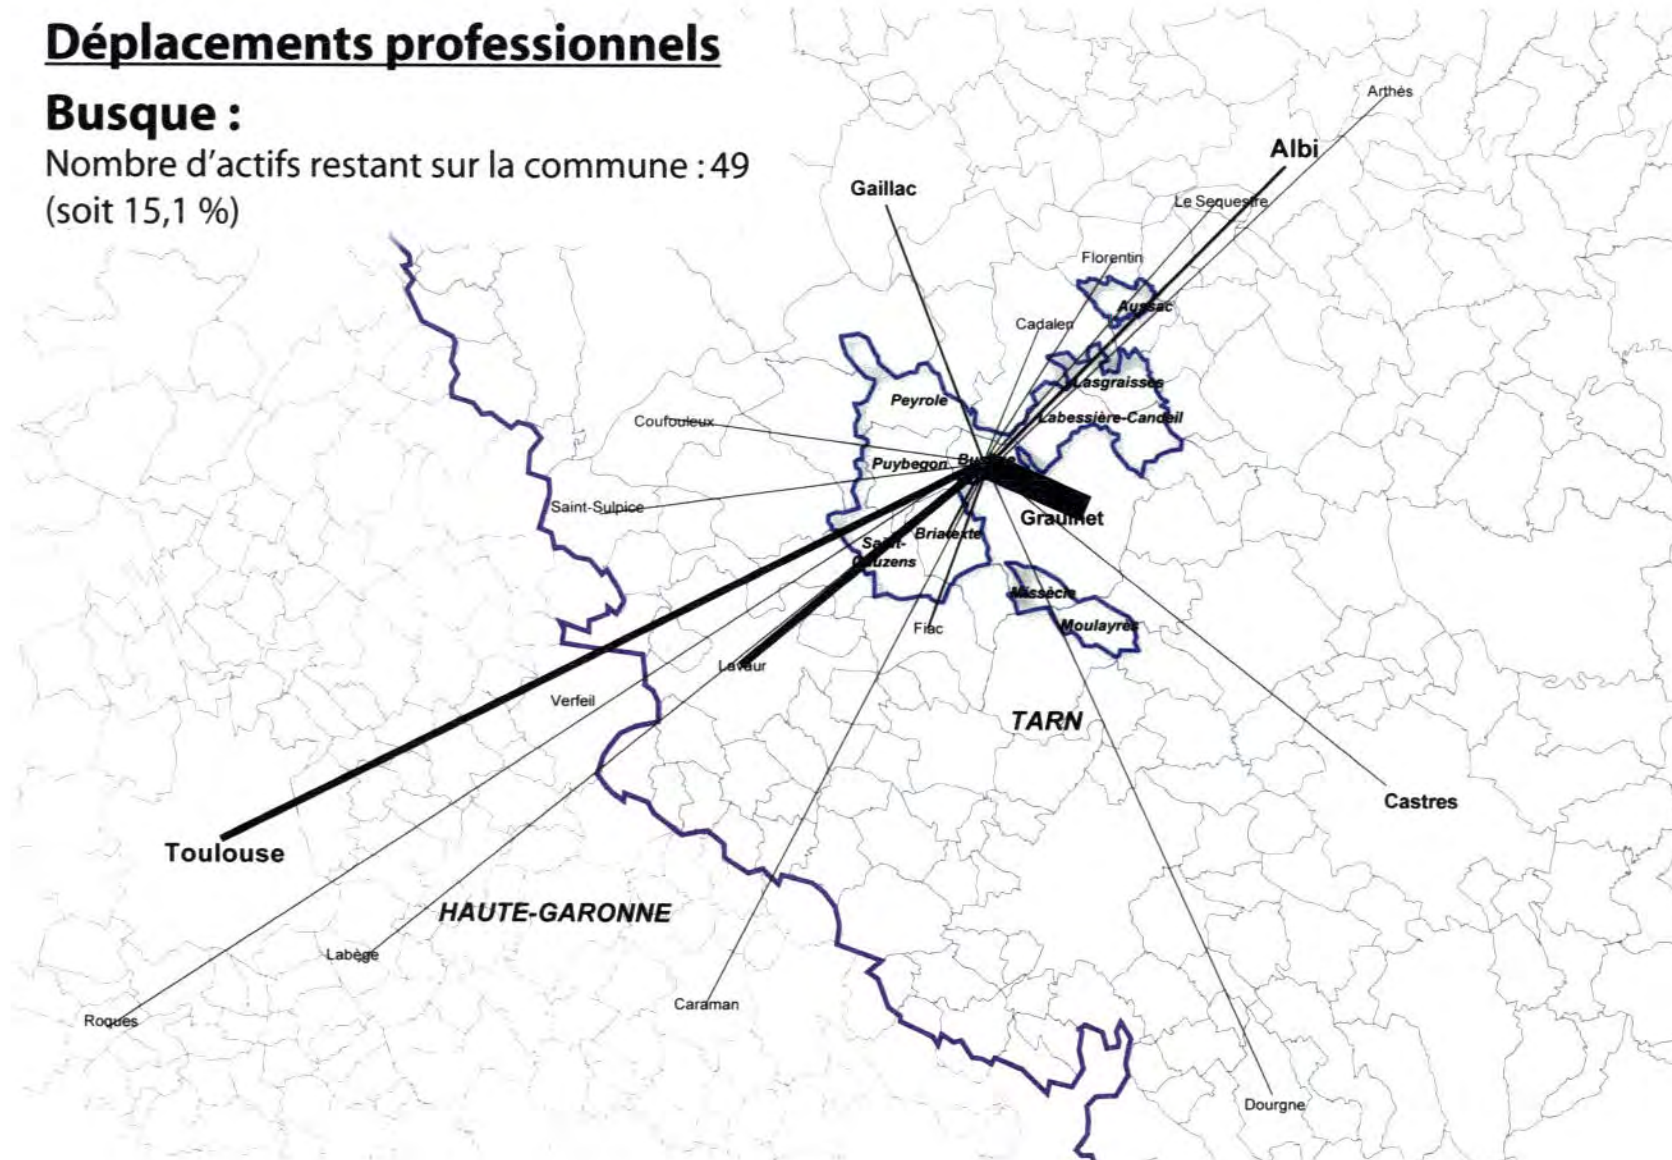 Déplacements professionnels
Busque :
Nombre d'actifs restant sur la commune : 49
(soit 15,1 %)
Arthès
Albi
Gaillac
Le Sequestre
Florentin
Aussac
Cadalen
Lasgraisses
Peyrole
Labessière-Candeil
Coufouleux
Puybegon
Busque
Saint-Sulpice
Graulhet
Briatexte
Saint-
Gauzens
Missècle
Moulayrès
Fiac
Lavaur
Verfeil
TARN
Castres
Toulouse
HAUTE-GARONNE
Labège
Caraman
Roques
Dourgne